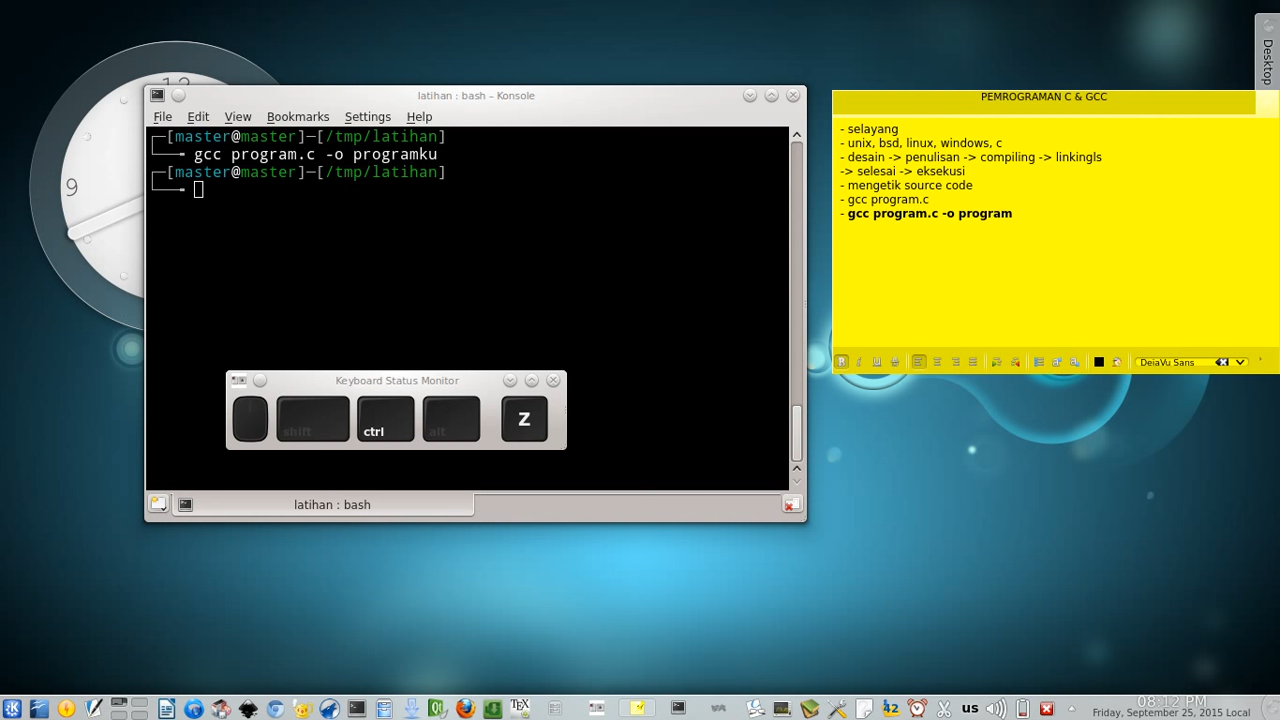 12
9
Desktop
latihan : bash – Konsole
File Edit View Bookmarks Settings Help
[master@master]—[/tmp/latihan]
gcc program.c -o programku
[master@master]—[/tmp/latihan]
Keyboard Status Monitor
shift ctrl alt Z
latihan : bash
PEMROGRAMAN C & GCC
- selayang
- unix, bsd, linux, windows, c
- desain -> penulisan -> compiling -> linkingls
-> selesai -> eksekusi
- mengetik source code
- gcc program.c
- gcc program.c -o program
DejaVu Sans
us
08:12 PM
Friday, September 25, 2015 Local